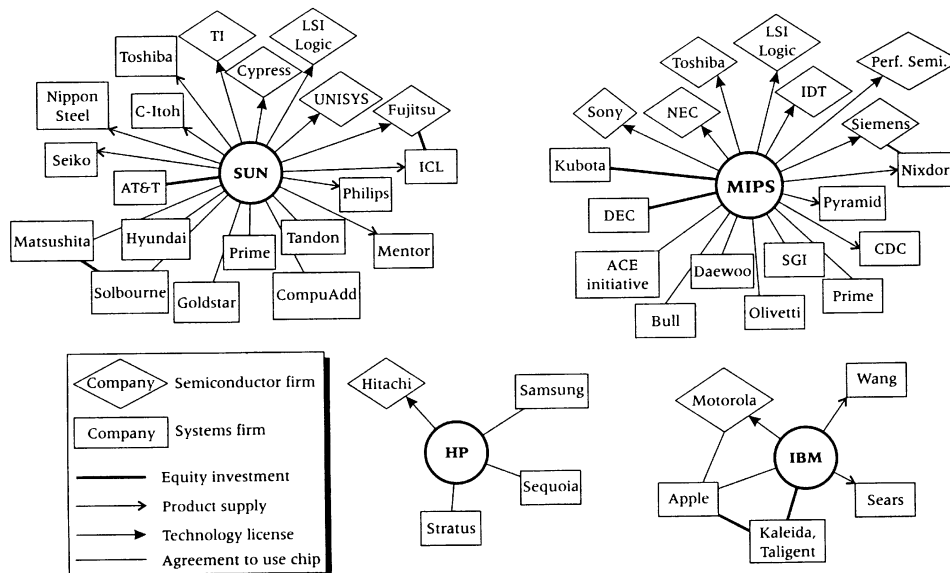 TI
LSI
Logic
Toshiba
Cypress
UNISYS
Fujitsu
Nippon
Steel
C-Itoh
Seiko
SUN
ICL
AT&T
Philips
Matsushita
Hyundai
Prime
Tandon
Mentor
Solbourne
Goldstar
CompuAdd
LSI
Logic
Toshiba
Perf. Semi.
IDT
Sony
NEC
Siemens
Kubota
MIPS
Nixdor
DEC
Pyramid
ACE
initiative
Daewoo
SGI
CDC
Bull
Olivetti
Prime
Company
Semiconductor firm
Company
Systems firm
Equity investment
Product supply
Technology license
Agreement to use chip
Hitachi
Samsung
HP
Sequoia
Stratus
Wang
Motorola
IBM
Apple
Sears
Kaleida,
Taligent